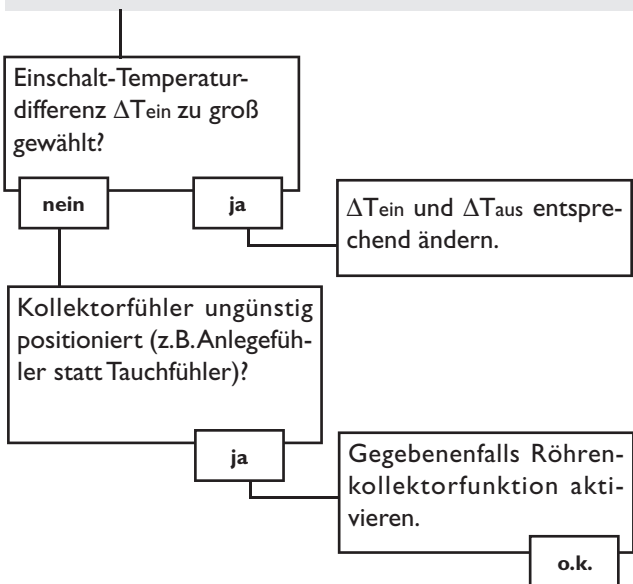 Einschalt-Temperatur-
differenz ΔTein zu groß
gewählt?
nein
ja
ΔTein und ΔTaus entspre-
chend ändern.
Kollektorfühler ungünstig
positioniert (z.B. Anlegefüh-
ler statt Tauchfühler)?
ja
Gegebenenfalls Röhren-
kollektorfunktion akti-
vieren.
o.k.